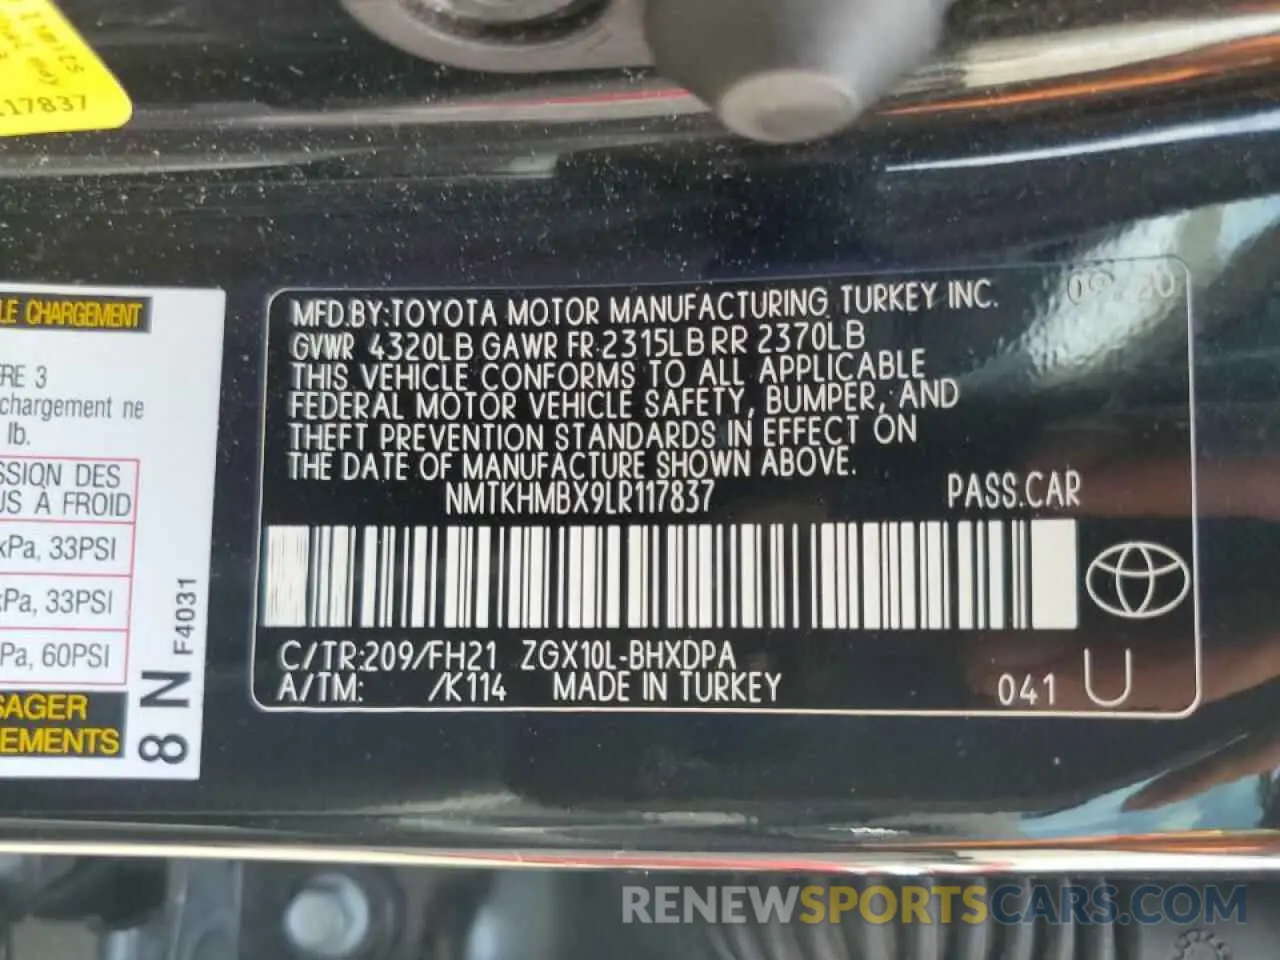 117837
LE CHARGEMENT
MFD.BY:TOYOTA MOTOR MANUFACTURING TURKEY INC.
GVWR 4320LB GAWR FR 2315LB RR 2370LB
THIS VEHICLE CONFORMS TO ALL APPLICABLE
FEDERAL MOTOR VEHICLE SAFETY, BUMPER, AND
THEFT PREVENTION STANDARDS IN EFFECT ON
THE DATE OF MANUFACTURE SHOWN ABOVE.
NMTKHMBX9LR117837 PASS.CAR
C/TR:209/FH21 ZGX10L-BHXDPA
A/TM: /K114 MADE IN TURKEY 041 U
ERE 3
chargement ne
lb.
SSION DES
US À FROID
kPa, 33PSI
kPa, 33PSI
Pa, 60PSI
SAGER
EMENTS
8 N
F4031
RENEWSPORTSCARS.COM